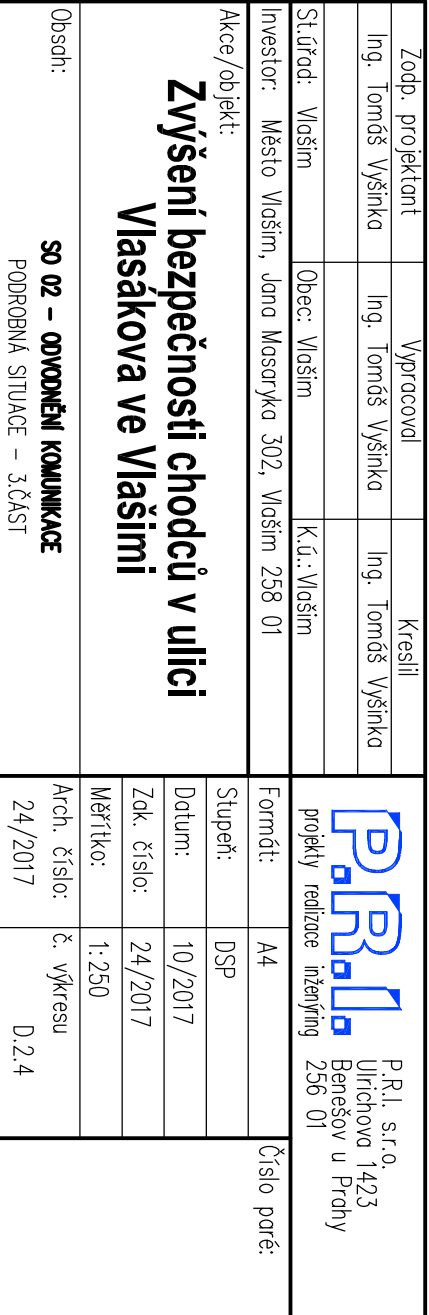 Zodp. projektant Vypracoval Kreslil
Ing. Tomáš Vyšinka Ing. Tomáš Vyšinka Ing. Tomáš Vyšinka
St.úřad: Vlašim Obec: Vlašim K.ú.: Vlašim
Investor: Město Vlašim, Jana Masaryka 302, Vlašim 258 01
Akce/objekt:
Zvýšení bezpečnosti chodců v ulici
Vlasákova ve Vlašimi
Obsah:
SO 02 – ODVODNĚNÍ KOMUNIKACE
PODROBNÁ SITUACE – 3.ČÁST
P.R.I.
projekty realizace inženýring
P.R.I. s.r.o.
Ulrichova 1423
Benešov u Prahy
256 01
Formát: A4
Stupeň: DSP
Datum: 10/2017
Zak. číslo: 24/2017
Měřítko: 1:250
Arch. číslo: č. výkresu
24/2017 D.2.4
Číslo paré: